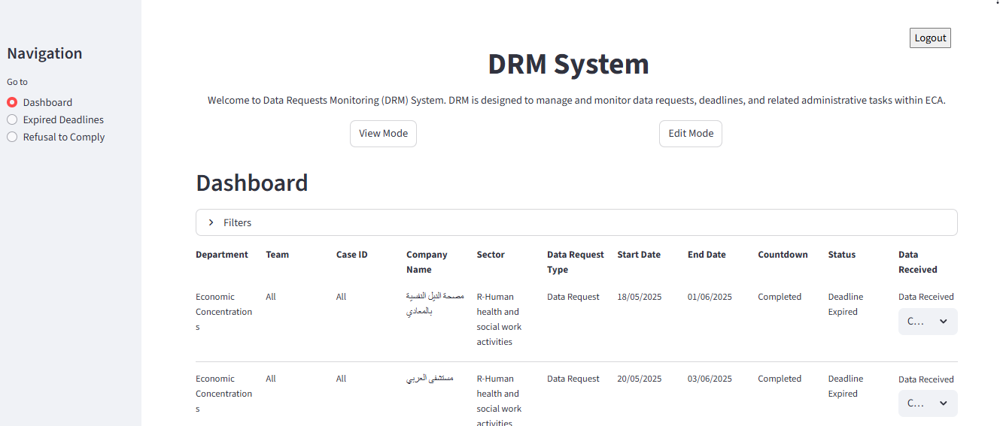 Logout
Navigation
Go to
Dashboard
Expired Deadlines
Refusal to Comply
DRM System
Welcome to Data Requests Monitoring (DRM) System. DRM is designed to manage and monitor data requests, deadlines, and related administrative tasks within ECA.
View Mode
Edit Mode
Dashboard
Filters
Department
Team
Case ID
Company
Name
Sector
Data Request
Type
Start Date
End Date
Countdown
Status
Data
Received
Economic
Concentration
s
All
All
مصحة النيل النفسية
بالمعادي
R-Human
health and
social work
activities
Data Request
18/05/2025
01/06/2025
Completed
Deadline
Expired
Data Received
C...
Economic
Concentration
s
All
All
مستشفى العربي
R-Human
health and
social work
activities
Data Request
20/05/2025
03/06/2025
Completed
Deadline
Expired
Data Received
C...